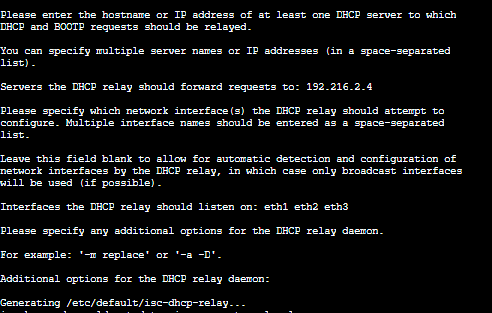 Please enter the hostname or IP address of at least one DHCP server to which
DHCP and BOOTP requests should be relayed.
You can specify multiple server names or IP addresses (in a space-separated
list).
Servers the DHCP relay should forward requests to: 192.216.2.4
Please specify which network interface(s) the DHCP relay should attempt to
configure. Multiple interface names should be entered as a space-separated
list.
Leave this field blank to allow for automatic detection and configuration of
network interfaces by the DHCP relay, in which case only broadcast interfaces
will be used (if possible).
Interfaces the DHCP relay should listen on: eth1 eth2 eth3
Please specify any additional options for the DHCP relay daemon.
For example: '-m replace' or '-a -D'.
Additional options for the DHCP relay daemon:
Generating /etc/default/isc-dhcp-relay...